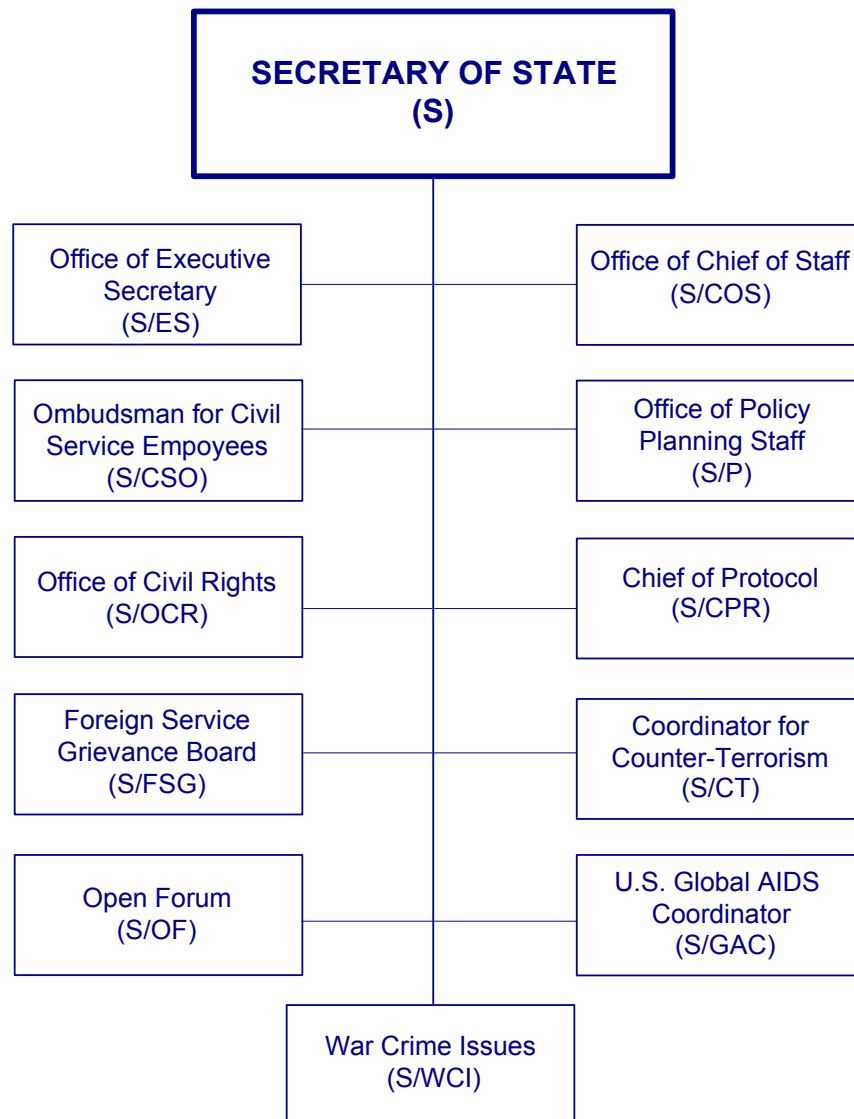 SECRETARY OF STATE
(S)
Office of Executive
Secretary
(S/ES)
Office of Chief of Staff
(S/COS)
Ombudsman for Civil
Service Empoyees
(S/CSO)
Office of Policy
Planning Staff
(S/P)
Office of Civil Rights
(S/OCR)
Chief of Protocol
(S/CPR)
Foreign Service
Grievance Board
(S/FSG)
Coordinator for
Counter-Terrorism
(S/CT)
Open Forum
(S/OF)
U.S. Global AIDS
Coordinator
(S/GAC)
War Crime Issues
(S/WCI)